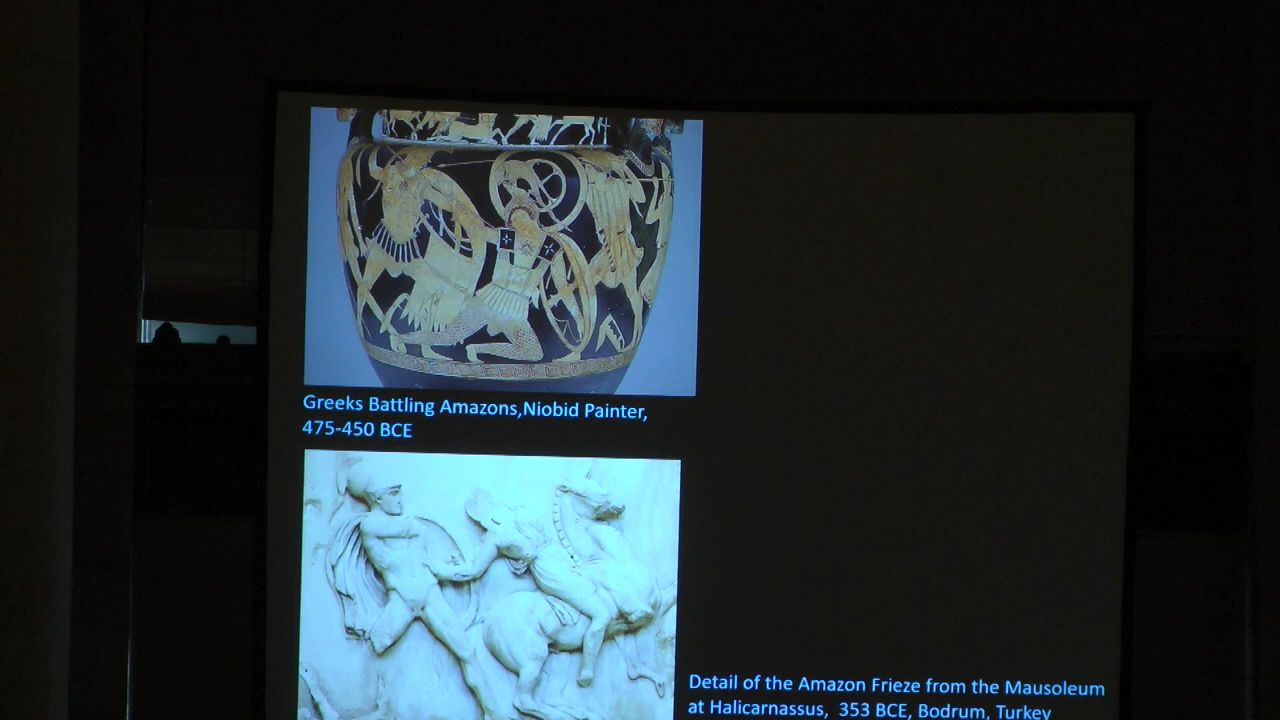 Greeks Battling Amazons,Niobid Painter,
475-450 BCE
Detail of the Amazon Frieze from the Mausoleum
at Halicarnassus, 353 BCE, Bodrum, Turkey